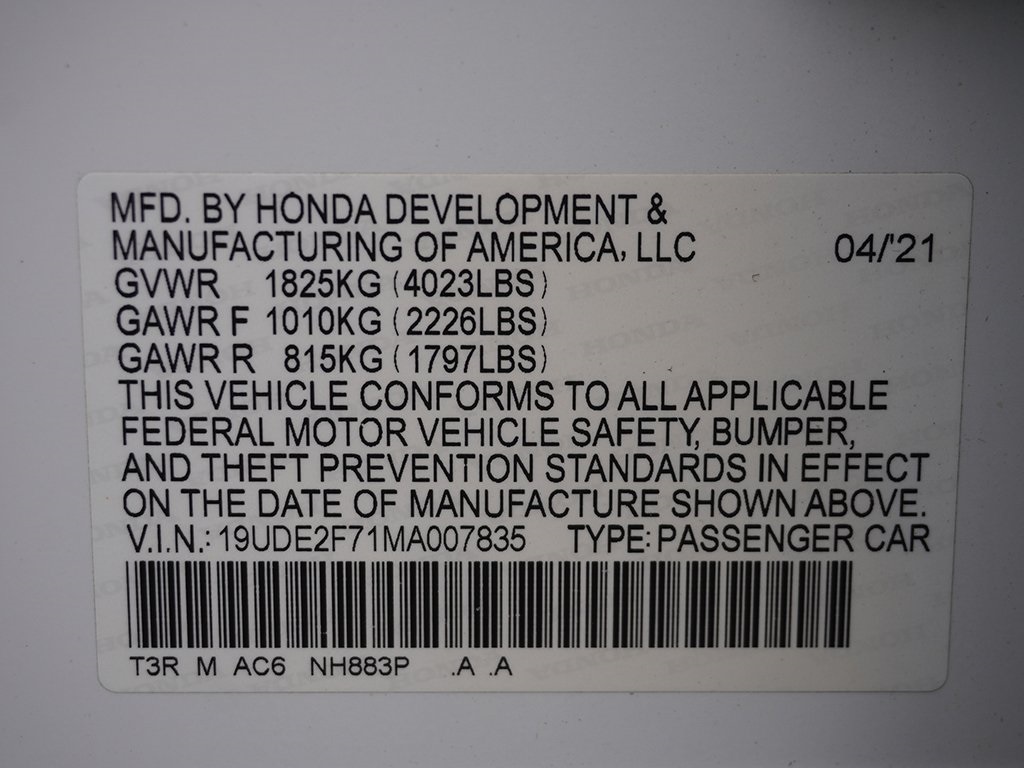 MFD. BY HONDA DEVELOPMENT &
MANUFACTURING OF AMERICA, LLC 04/'21
GVWR 1825KG (4023LBS)
GAWR F 1010KG (2226LBS)
GAWR R 815KG (1797LBS)
THIS VEHICLE CONFORMS TO ALL APPLICABLE
FEDERAL MOTOR VEHICLE SAFETY, BUMPER,
AND THEFT PREVENTION STANDARDS IN EFFECT
ON THE DATE OF MANUFACTURE SHOWN ABOVE.
V.I.N.: 19UDE2F71MA007835 TYPE: PASSENGER CAR
T3R M AC6 NH883P .A .A